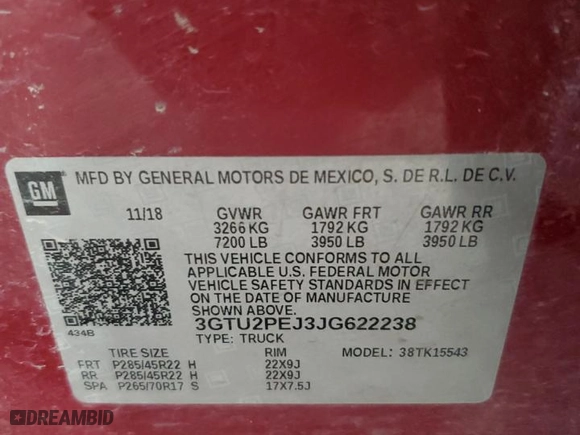 GM
MFD BY GENERAL MOTORS DE MEXICO, S. DE R.L. DE C.V.
11/18 GVWR GAWR FRT GAWR RR
3266 KG 1792 KG 1792 KG
7200 LB 3950 LB 3950 LB
THIS VEHICLE CONFORMS TO ALL
APPLICABLE U.S. FEDERAL MOTOR
VEHICLE SAFETY STANDARDS IN EFFECT
ON THE DATE OF MANUFACTURE
SHOWN ABOVE.
434B
3GTU2PEJ3JG622238
TYPE: TRUCK
TIRE SIZE RIM MODEL: 38TK15543
FRT P285/45R22 H 22X9J
RR P285/45R22 H 22X9J
SPA P265/70R17 S 17X7.5J
DREAMBID